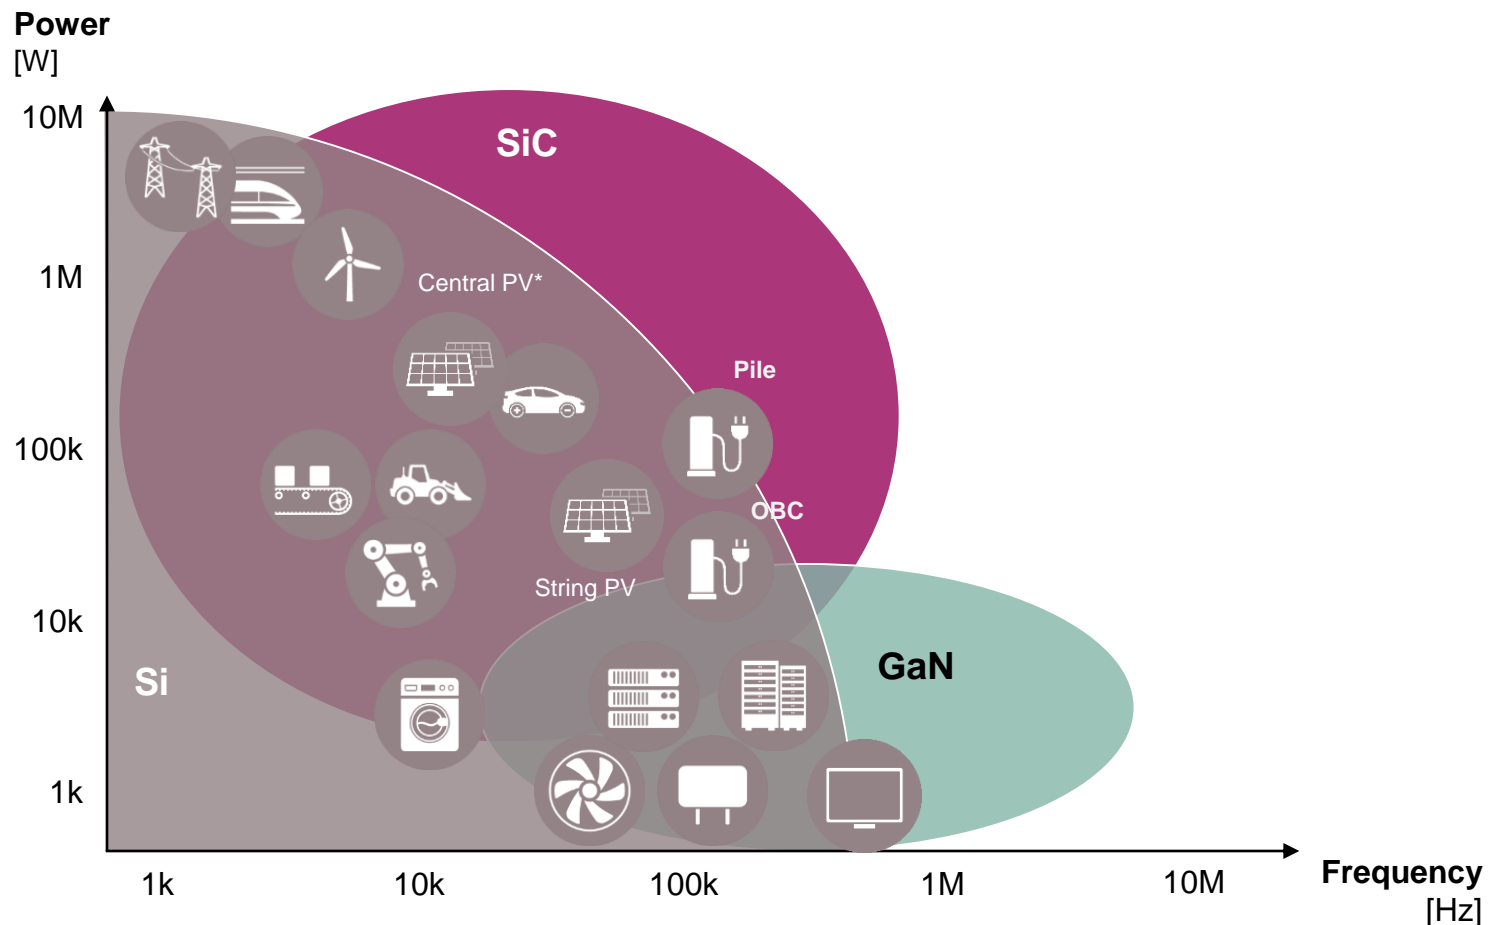 Power
[W]
10M
SiC
1M
Central PV*
Pile
100k
OBC
String PV
10k
Si
GaN
1k
1k
10k
100k
1M
10M
Frequency
[Hz]